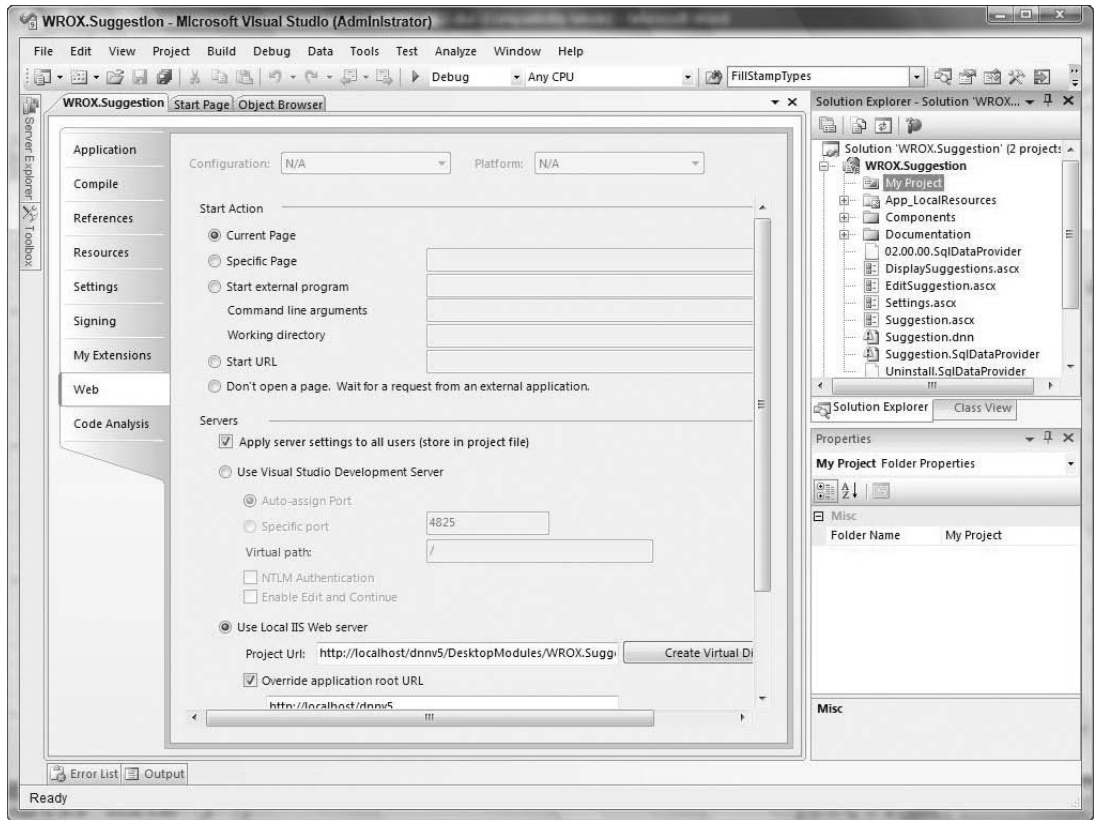 WROX.Suggestion - Microsoft Visual Studio (Administrator)
File Edit View Project Build Debug Data Tools Test Analyze Window Help
Debug Any CPU FillStampTypes
Server Explorer
Toolbox
WROX.Suggestion Start Page Object Browser
Application
Compile
References
Resources
Settings
Signing
My Extensions
Web
Code Analysis
Configuration: N/A Platform: N/A
Start Action
Current Page
Specific Page
Start external program
Command line arguments
Working directory
Start URL
Don't open a page. Wait for a request from an external application.
Servers
Apply server settings to all users (store in project file)
Use Visual Studio Development Server
Auto-assign Port
Specific port 4825
Virtual path: /
NTLM Authentication
Enable Edit and Continue
Use Local IIS Web server
Project Url: http://localhost/dnnv5/DesktopModules/WROX.Sugg Create Virtual Di
Override application root URL
http://localhost/dnnv5
Solution Explorer - Solution 'WROX...
Solution 'WROX.Suggestion' (2 projects
WROX.Suggestion
My Project
App_LocalResources
Components
Documentation
02.00.00.SqlDataProvider
DisplaySuggestions.ascx
EditSuggestion.ascx
Settings.ascx
Suggestion.ascx
Suggestion.dnn
Suggestion.SqlDataProvider
Uninstall.SqlDataProvider
Solution Explorer Class View
Properties
My Project Folder Properties
Misc
Folder Name My Project
Misc
Error List Output
Ready